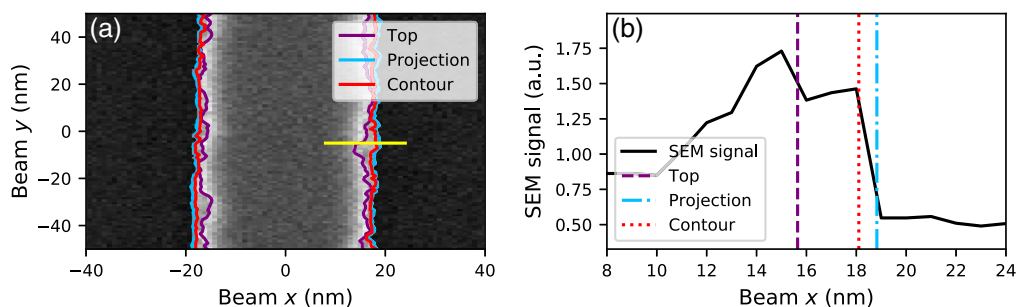 (a)
Top
Projection
Contour
40
20
0
−20
−40
Beam y (nm)
−40
−20
0
20
40
Beam x (nm)
(b)
1.75
1.50
1.25
1.00
0.75
0.50
SEM signal (a.u.)
SEM signal
Top
Projection
Contour
8
10
12
14
16
18
20
22
24
Beam x (nm)